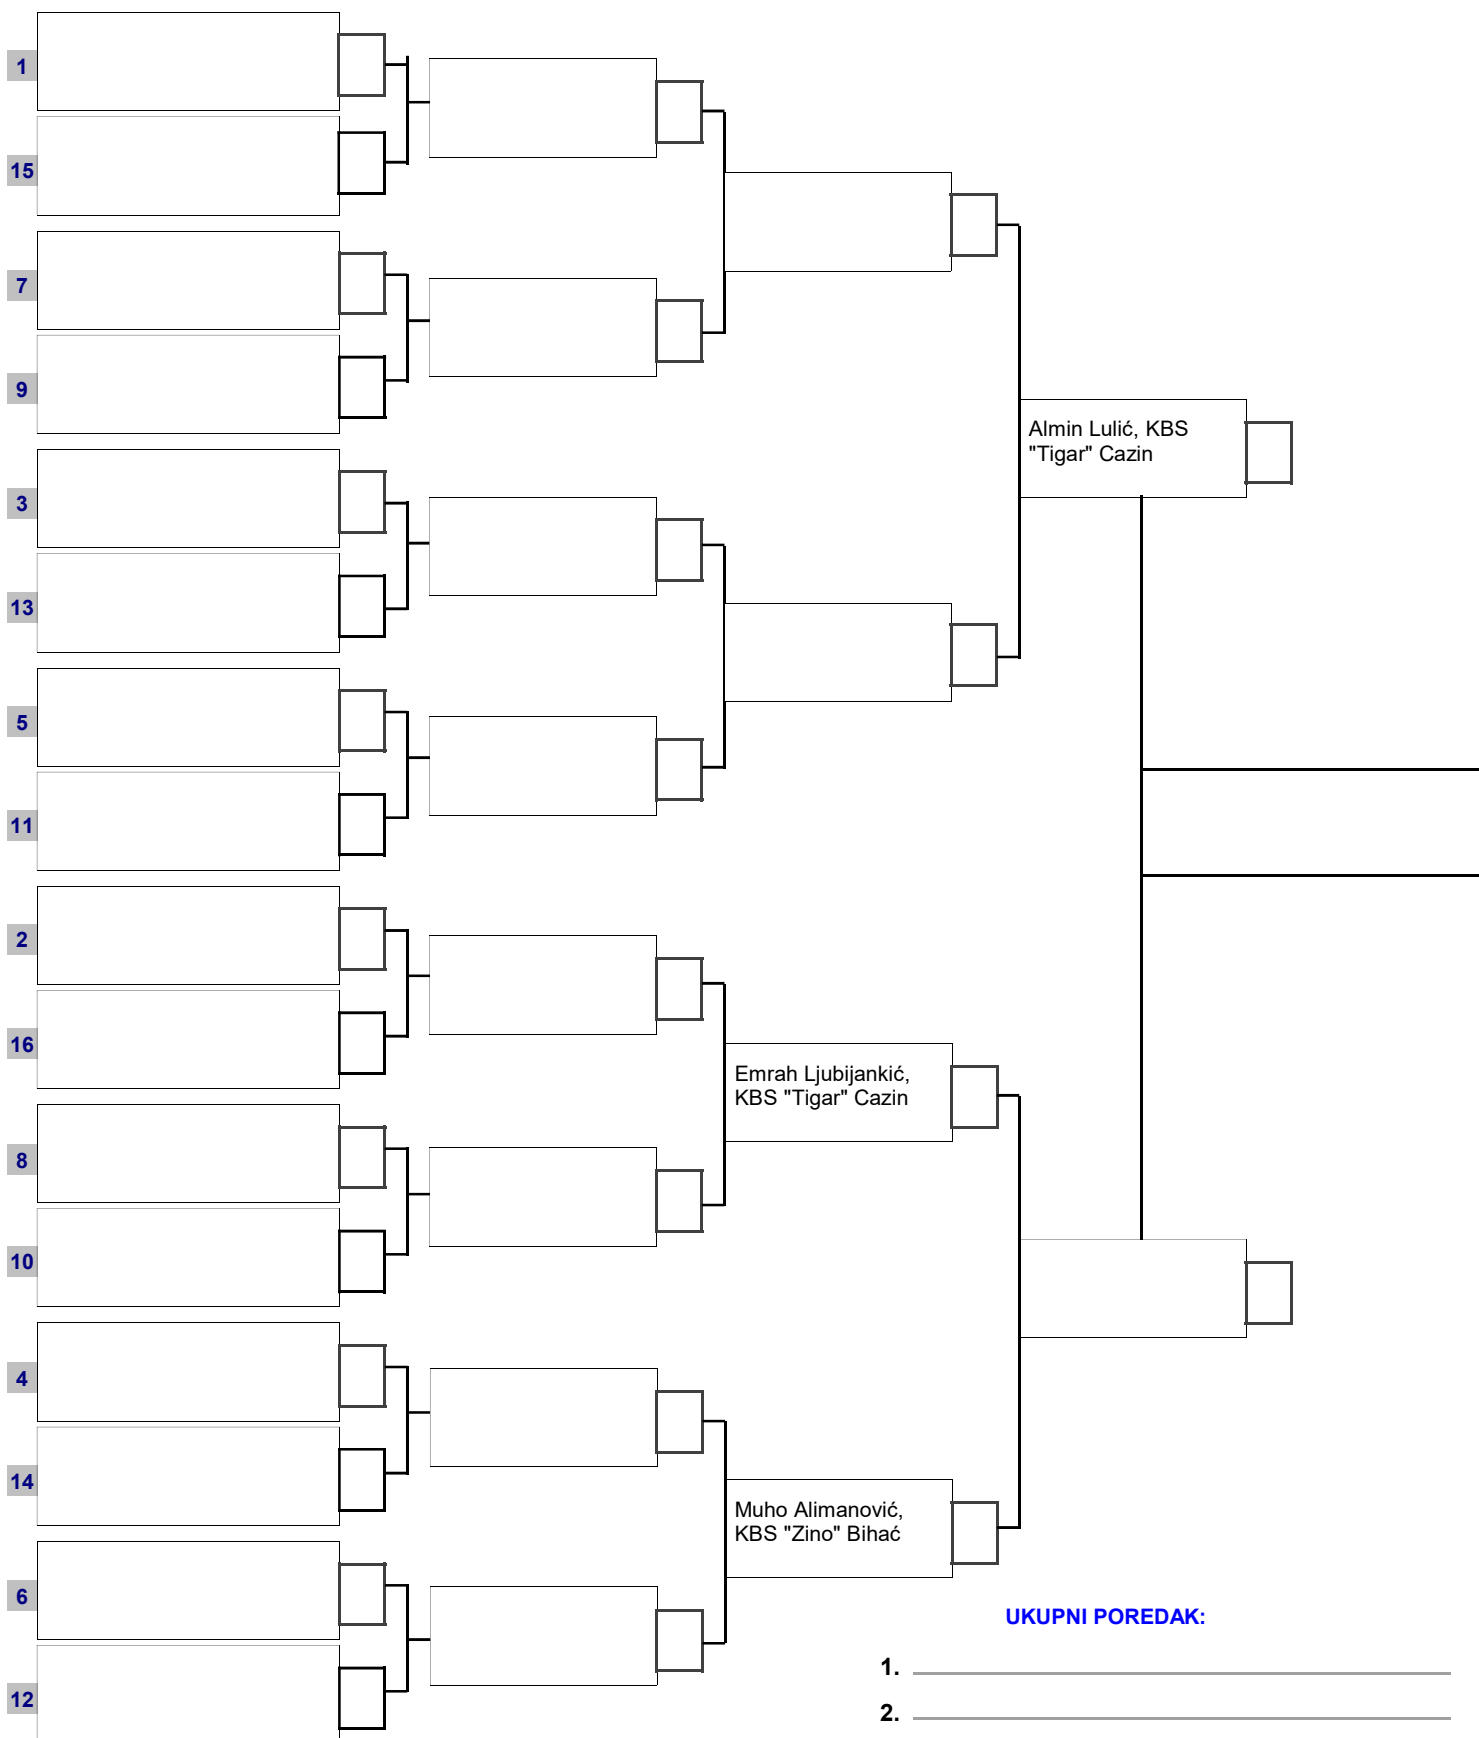 1
15
7
9
Almin Lulić, KBS
"Tigar" Cazin
3
13
5
11
2
16
Emrah Ljubijankić,
KBS "Tigar" Cazin
8
10
4
14
Muho Alimanović,
KBS "Zino" Bihać
6
UKUPNI POREDAK:
1.
12
2.